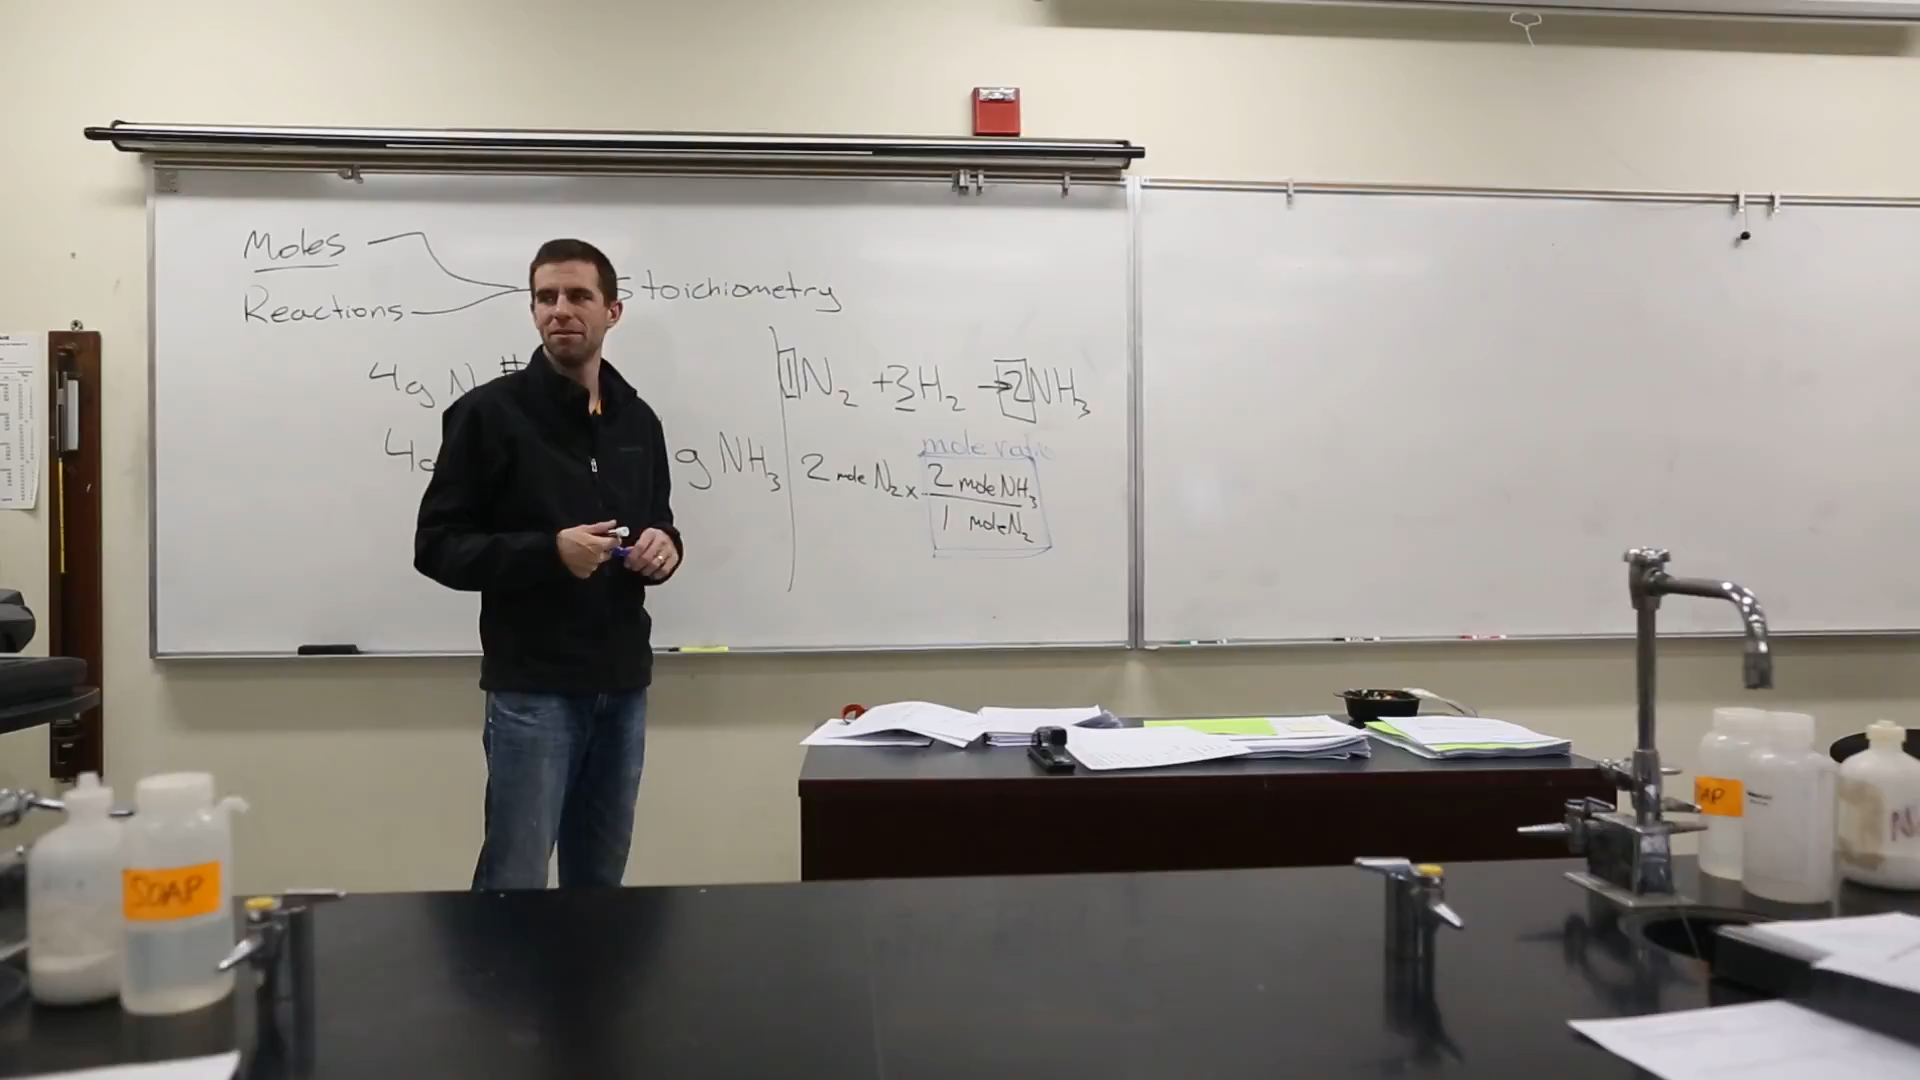 Moles
Reactions
Stoichiometry
4g N
g NH3
1N2 + 3H2 → 2NH3
mole ratio
2 mole N2 x 2 mole NH3
1 mole N2
SOAP